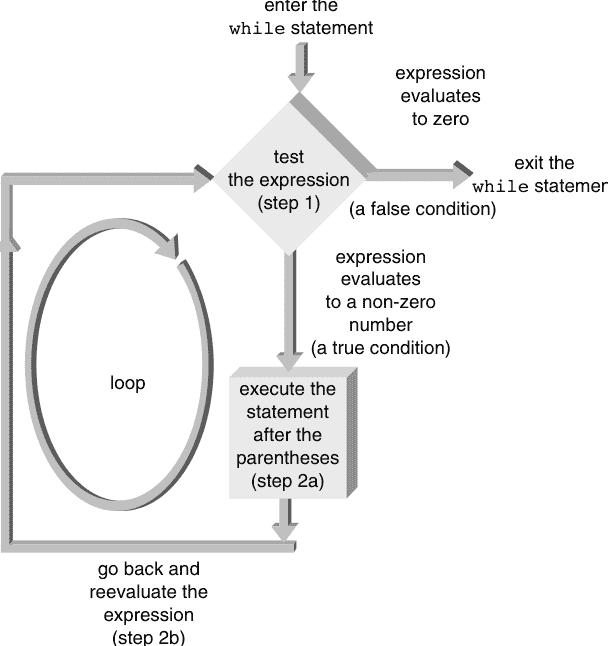 enter the
while statement
expression
evaluates
to zero
test
the expression
(step 1)
exit the
while statemen
(a false condition)
expression
evaluates
to a non-zero
number
(a true condition)
loop
execute the
statement
after the
parentheses
(step 2a)
go back and
reevaluate the
expression
(step 2b)